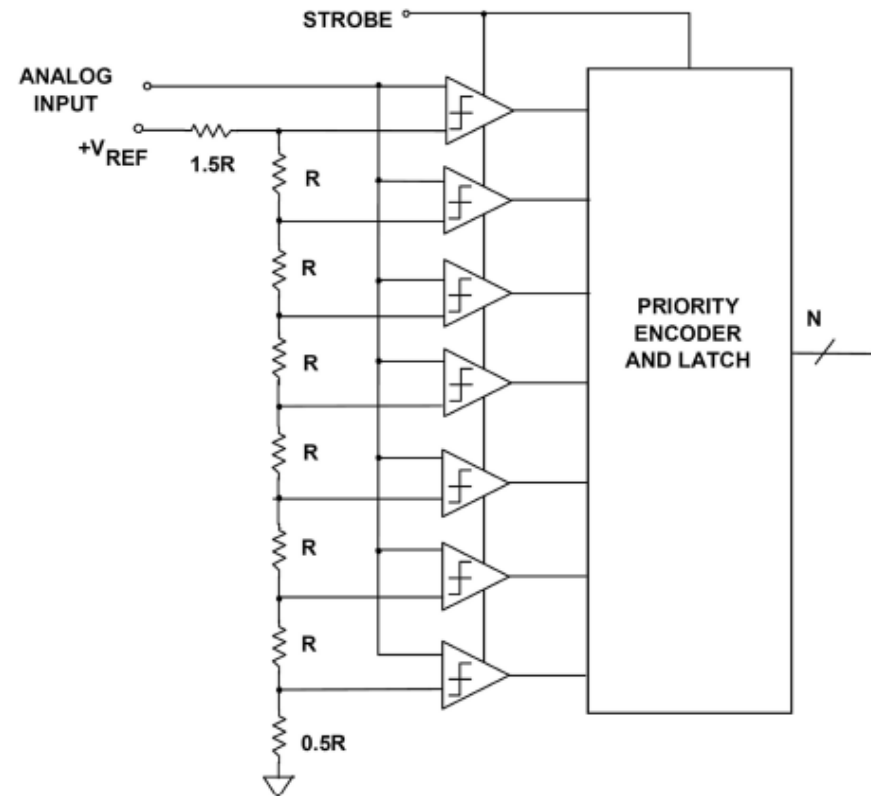 STROBE
ANALOG
INPUT
+VREF
1.5R
R
R
R
R
R
R
0.5R
PRIORITY
ENCODER
AND LATCH
N